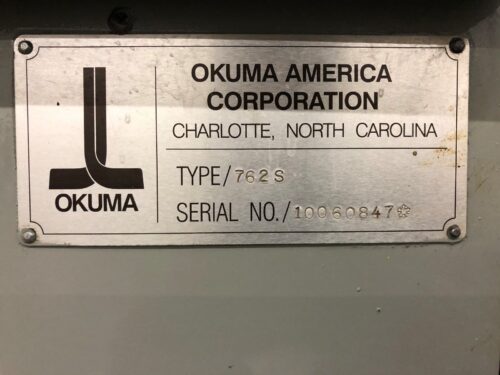 OKUMA AMERICA
CORPORATION
CHARLOTTE, NORTH CAROLINA
OKUMA
TYPE/762S
SERIAL NO./10060847